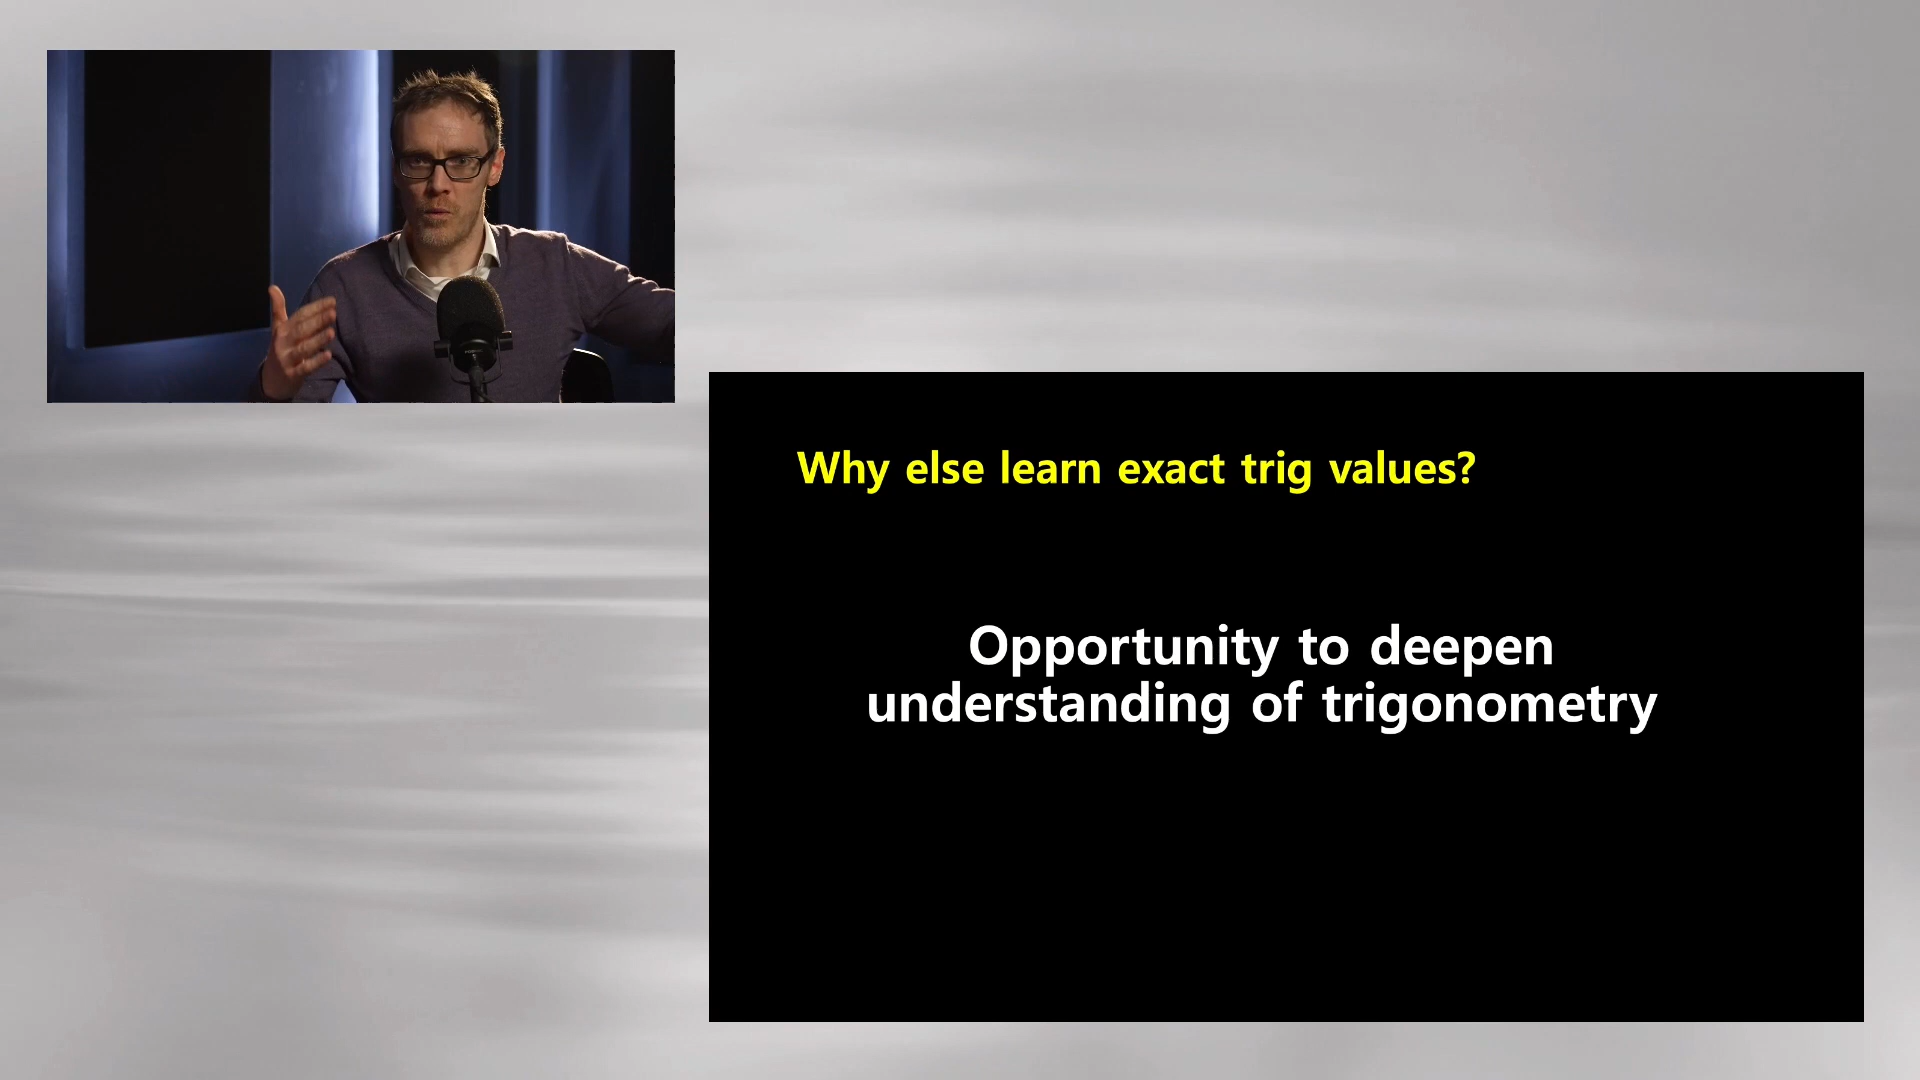 Why else learn exact trig values?
Opportunity to deepen
understanding of trigonometry